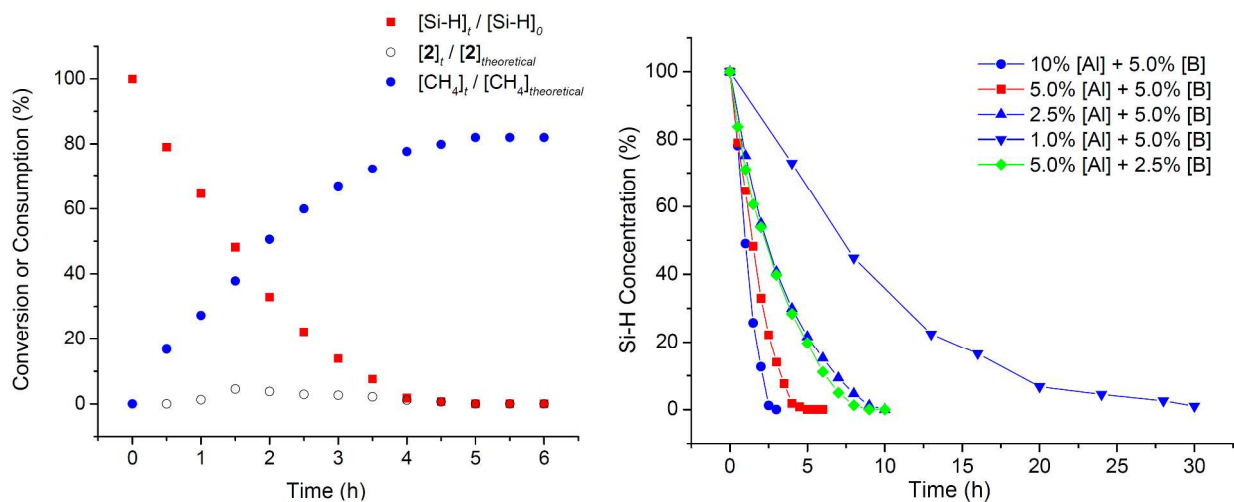 [Si-H]t / [Si-H]0
[2]t / [2]theoretical
[CH4]t / [CH4]theoretical
Conversion or Consumption (%)
100
80
60
40
20
0
0 1 2 3 4 5 6
Time (h)
10% [Al] + 5.0% [B]
5.0% [Al] + 5.0% [B]
2.5% [Al] + 5.0% [B]
1.0% [Al] + 5.0% [B]
5.0% [Al] + 2.5% [B]
Si-H Concentration (%)
100
80
60
40
20
0
0 5 10 15 20 25 30
Time (h)